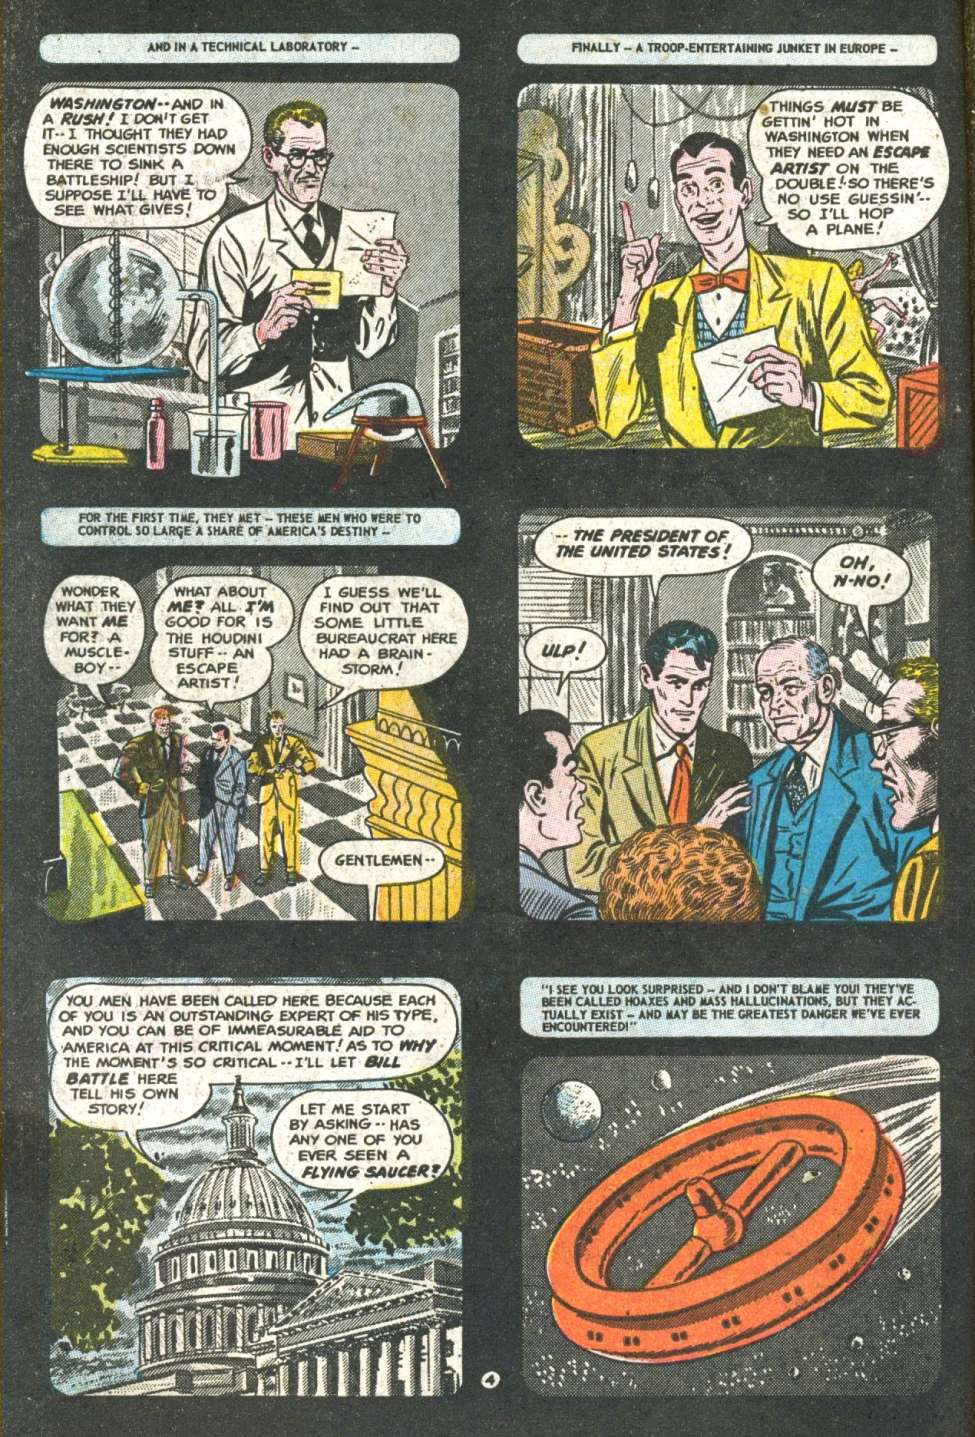 AND IN A TECHNICAL LABORATORY –
WASHINGTON -- AND IN
A RUSH! I DON'T GET
IT -- I THOUGHT THEY HAD
ENOUGH SCIENTISTS DOWN
THERE TO SINK A
BATTLESHIP! BUT I
SUPPOSE I'LL HAVE TO
SEE WHAT GIVES!
FINALLY – A TROOP-ENTERTAINING JUNKET IN EUROPE –
THINGS MUST BE
GETTIN' HOT IN
WASHINGTON WHEN
THEY NEED AN ESCAPE
ARTIST ON THE
DOUBLE! SO THERE'S
NO USE GUESSIN' --
SO I'LL HOP
A PLANE!
FOR THE FIRST TIME, THEY MET – THESE MEN WHO WERE TO
CONTROL SO LARGE A SHARE OF AMERICA'S DESTINY –
WONDER
WHAT THEY
WANT ME
FOR? A
MUSCLE-
BOY --
WHAT ABOUT
ME? ALL I'M
GOOD FOR IS
THE HOUDINI
STUFF -- AN
ESCAPE
ARTIST!
I GUESS WE'LL
FIND OUT THAT
SOME LITTLE
BUREAUCRAT HERE
HAD A BRAIN-
STORM!
GENTLEMEN --
-- THE PRESIDENT OF
THE UNITED STATES!
ULP!
OH,
N-NO!
YOU MEN HAVE BEEN CALLED HERE BECAUSE EACH
OF YOU IS AN OUTSTANDING EXPERT OF HIS TYPE,
AND YOU CAN BE OF IMMEASURABLE AID TO
AMERICA AT THIS CRITICAL MOMENT! AS TO WHY
THE MOMENT'S SO CRITICAL -- I'LL LET BILL
BATTLE HERE
TELL HIS OWN
STORY!
LET ME START
BY ASKING -- HAS
ANY ONE OF YOU
EVER SEEN A
FLYING SAUCER?
"I SEE YOU LOOK SURPRISED – AND I DON'T BLAME YOU! THEY'VE
BEEN CALLED HOAXES AND MASS HALLUCINATIONS, BUT THEY AC-
TUALLY EXIST – AND MAY BE THE GREATEST DANGER WE'VE EVER
ENCOUNTERED!"
4